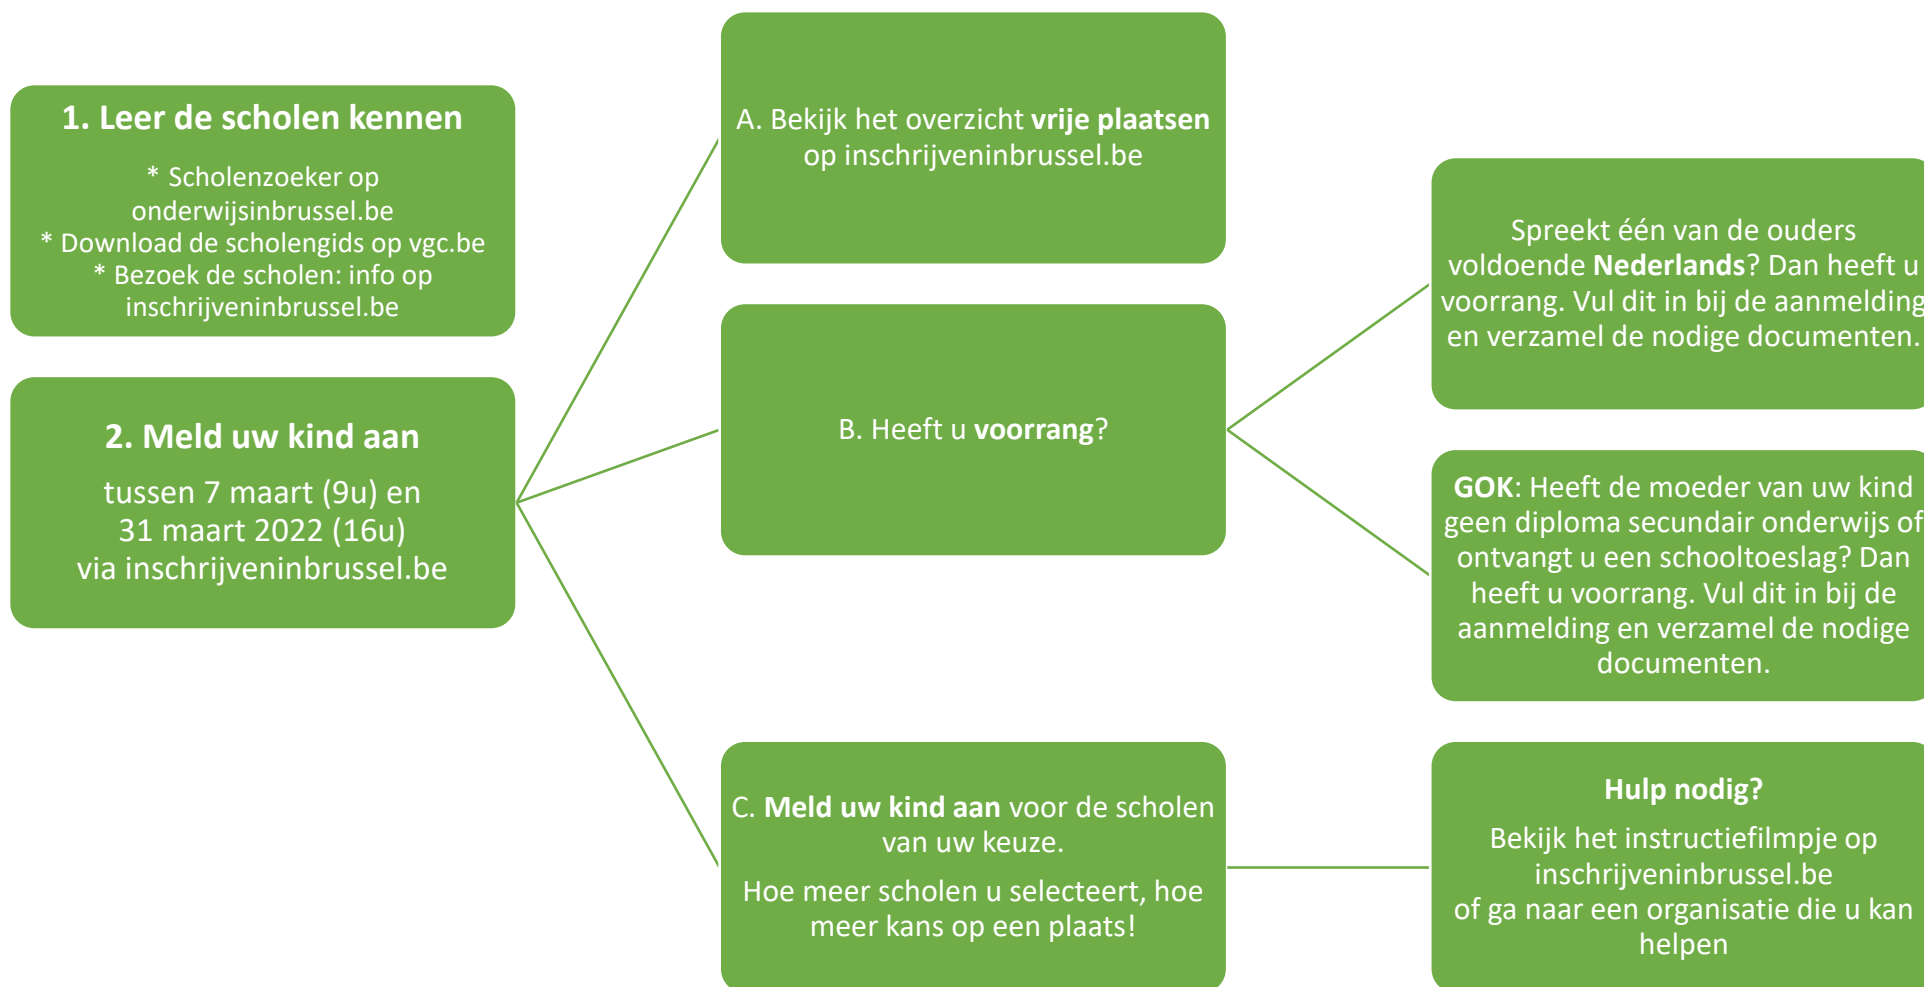 1. Leer de scholen kennen
* Scholenzoeker op
onderwijsinbrussel.be
* Download de scholengids op vgc.be
* Bezoek de scholen: info op
inschrijveninbrussel.be
2. Meld uw kind aan
tussen 7 maart (9u) en
31 maart 2022 (16u)
via inschrijveninbrussel.be
A. Bekijk het overzicht vrije plaatsen
op inschrijveninbrussel.be
B. Heeft u voorrang?
C. Meld uw kind aan voor de scholen
van uw keuze.
Hoe meer scholen u selecteert, hoe
meer kans op een plaats!
Spreekt één van de ouders
voldoende Nederlands? Dan heeft u
voorrang. Vul dit in bij de aanmelding
en verzamel de nodige documenten.
GOK: Heeft de moeder van uw kind
geen diploma secundair onderwijs of
ontvangt u een schooltoeslag? Dan
heeft u voorrang. Vul dit in bij de
aanmelding en verzamel de nodige
documenten.
Hulp nodig?
Bekijk het instructiefilmpje op
inschrijveninbrussel.be
of ga naar een organisatie die u kan
helpen